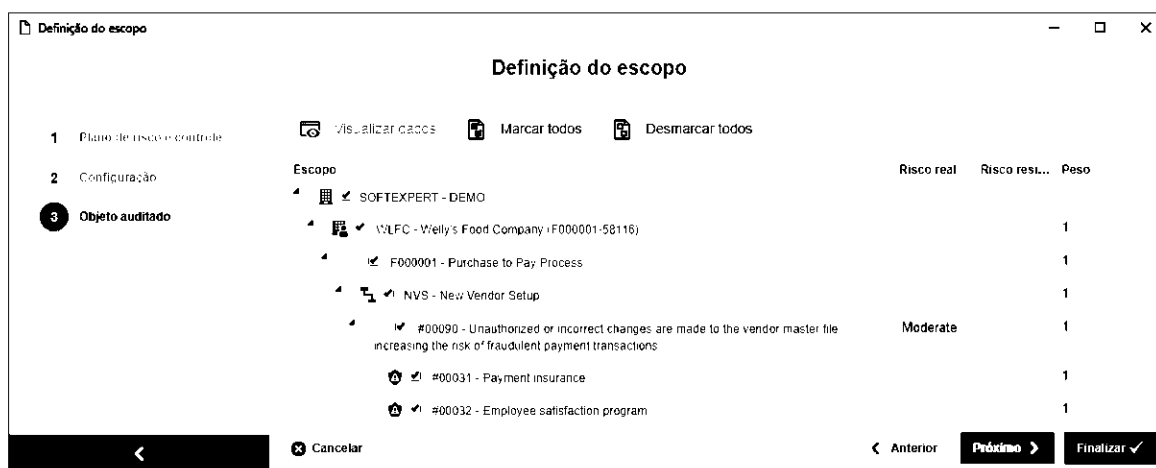 Definição do escopo
Definição do escopo
1 Plano de risco e controle
2 Configuração
3 Objeto auditado
Visualizar dados Marcar todos Desmarcar todos
Escopo Risco real Risco resi... Peso
SOFTEXPERT - DEMO
WLFC - Welly's Food Company (F000001-58116) 1
F000001 - Purchase to Pay Process 1
NVS - New Vendor Setup 1
#00090 - Unauthorized or incorrect changes are made to the vendor master file Moderate 1
increasing the risk of fraudulent payment transactions
#00031 - Payment insurance 1
#00032 - Employee satisfaction program 1
Cancelar Anterior Próximo Finalizar